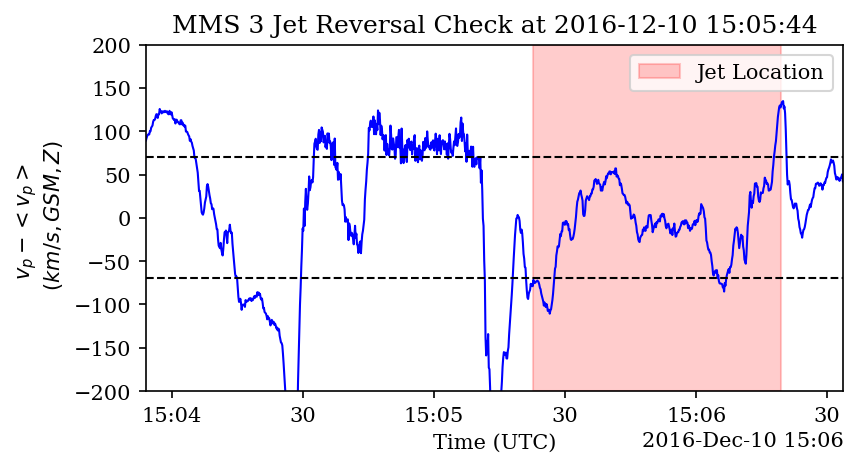 MMS 3 Jet Reversal Check at 2016-12-10 15:05:44
200
150
100
50
0
−50
−100
−150
−200
v_p − < v_p >
(km/s, GSM, Z)
Jet Location
15:04
30
15:05
30
15:06
30
Time (UTC)
2016-Dec-10 15:06